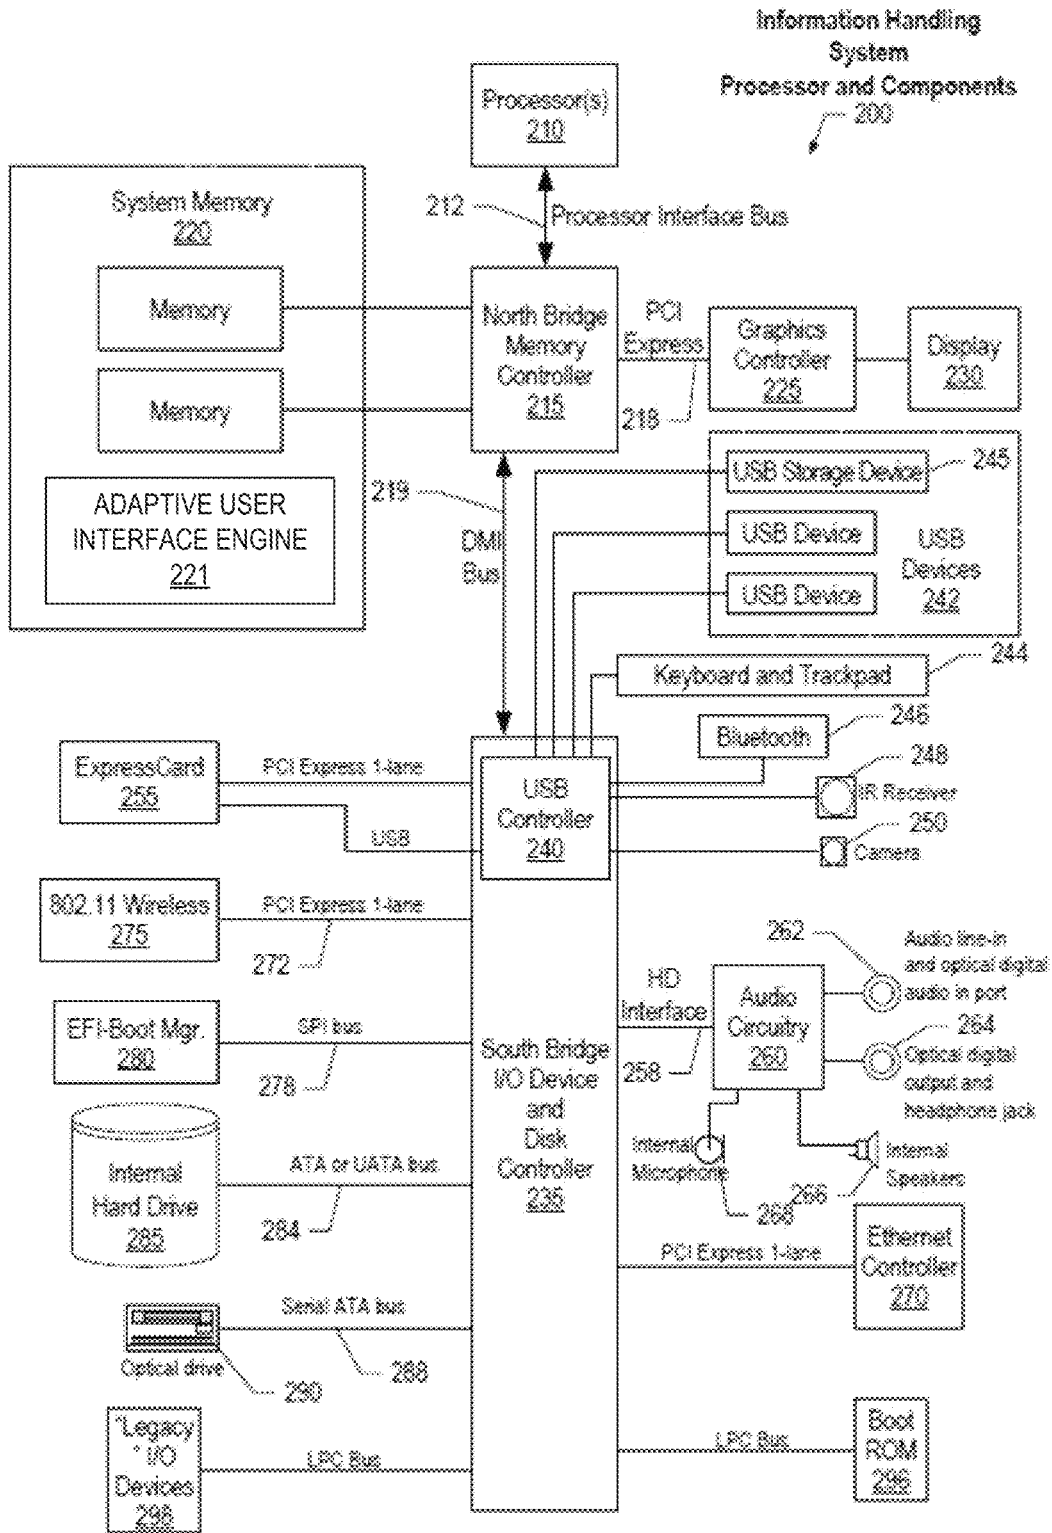 Information Handling
System
Processor and Components
200
Processor(s)
210
212
Processor Interface Bus
System Memory
220
Memory
Memory
ADAPTIVE USER
INTERFACE ENGINE
221
North Bridge
Memory
Controller
215
PCI
Express
218
Graphics
Controller
225
Display
230
219
DMI
Bus
USB Storage Device
245
USB Device
USB Device
USB
Devices
242
Keyboard and Trackpad
244
Bluetooth
246
248
IR Receiver
250
Camera
ExpressCard
255
PCI Express 1-lane
USB
USB
Controller
240
802.11 Wireless
275
PCI Express 1-lane
272
EFI-Boot Mgr.
280
SPI bus
278
South Bridge
I/O Device
and
Disk
Controller
235
HD
Interface
258
Audio
Circuitry
260
262
Audio line-in
and optical digital
audio in port
264
Optical digital
output and
headphone jack
Internal
Microphone
268
266
Internal
Speakers
Internal
Hard Drive
285
ATA or UATA bus
284
PCI Express 1-lane
Ethernet
Controller
270
Serial ATA bus
288
Optical drive
290
"Legacy
" I/O
Devices
298
LPC Bus
LPC Bus
Boot
ROM
296